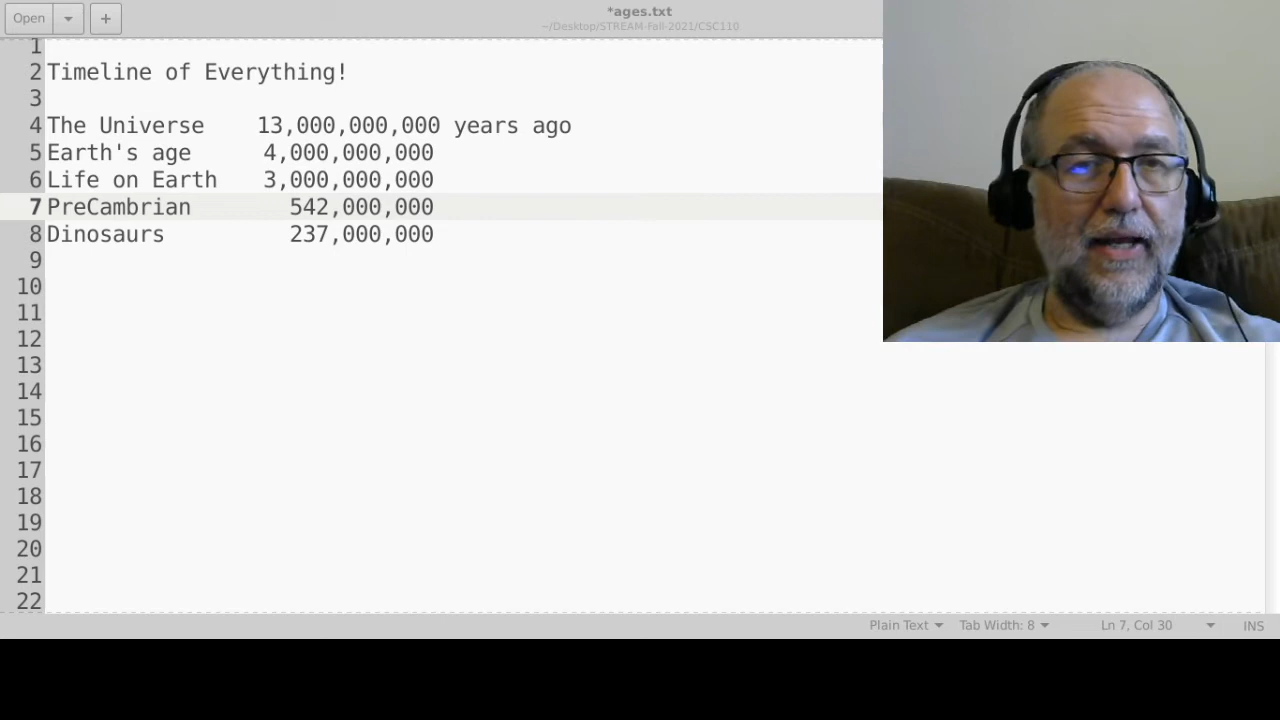 Open
+
*ages.txt
~/Desktop/STREAM-Fall-2021/CSC110
1
2 Timeline of Everything!
3
4 The Universe 13,000,000,000 years ago
5 Earth's age 4,000,000,000
6 Life on Earth 3,000,000,000
7 PreCambrian 542,000,000
8 Dinosaurs 237,000,000
9
10
11
12
13
14
15
16
17
18
19
20
21
22
Plain Text Tab Width: 8 Ln 7, Col 30 INS